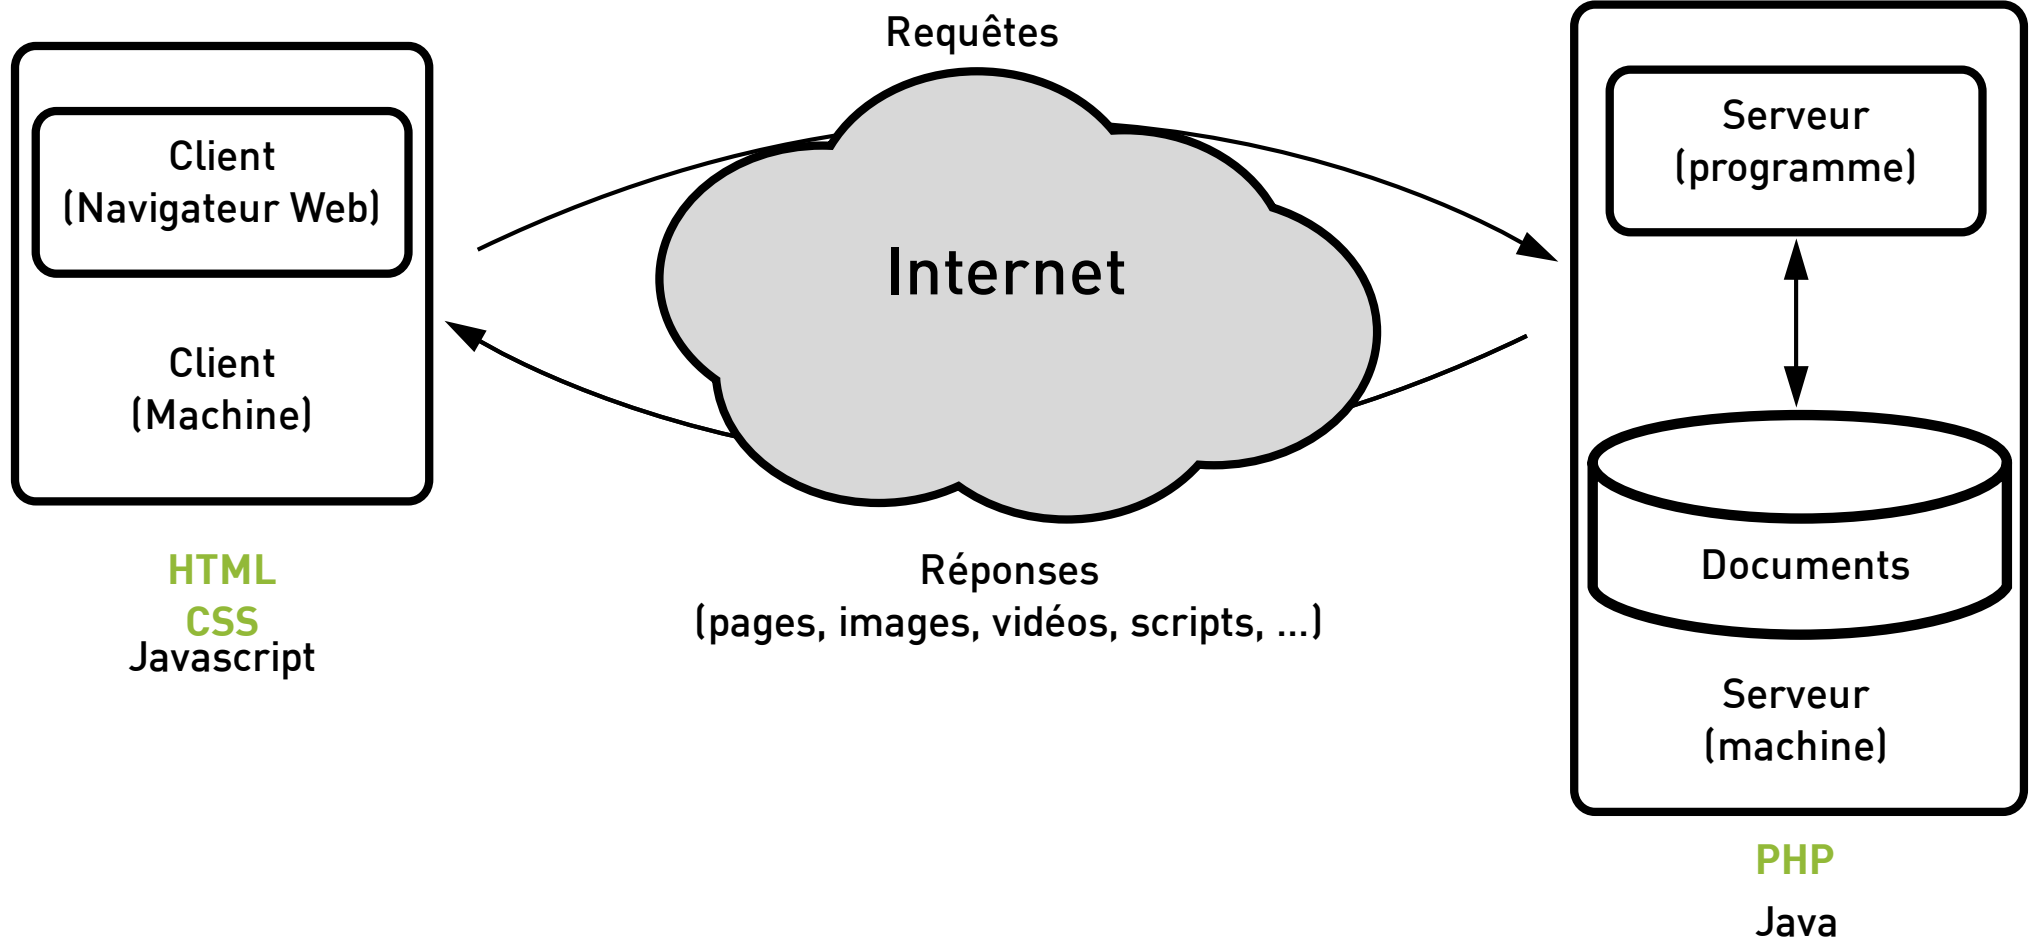 Requêtes
Client
(Navigateur Web)
Client
(Machine)
HTML
CSS
Javascript
Internet
Réponses
(pages, images, vidéos, scripts, ...)
Serveur
(programme)
Documents
Serveur
(machine)
PHP
Java